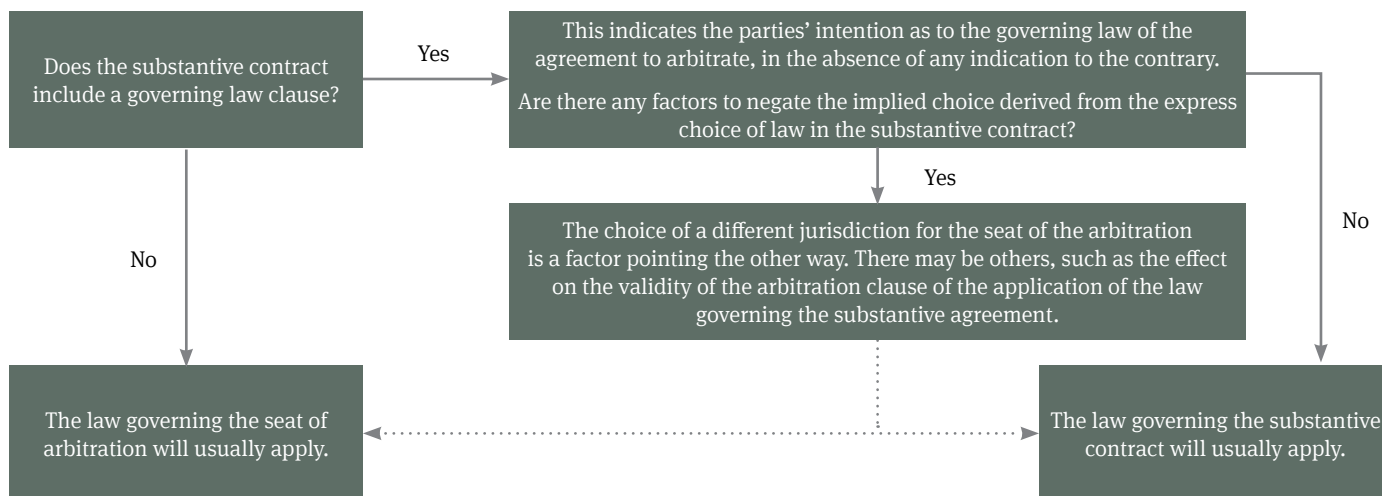 Does the substantive contract
include a governing law clause?
Yes
This indicates the parties’ intention as to the governing law of the
agreement to arbitrate, in the absence of any indication to the contrary.
Are there any factors to negate the implied choice derived from the express
choice of law in the substantive contract?
Yes
No
No
The choice of a different jurisdiction for the seat of the arbitration
is a factor pointing the other way. There may be others, such as the effect
on the validity of the arbitration clause of the application of the law
governing the substantive agreement.
The law governing the seat of
arbitration will usually apply.
The law governing the substantive
contract will usually apply.